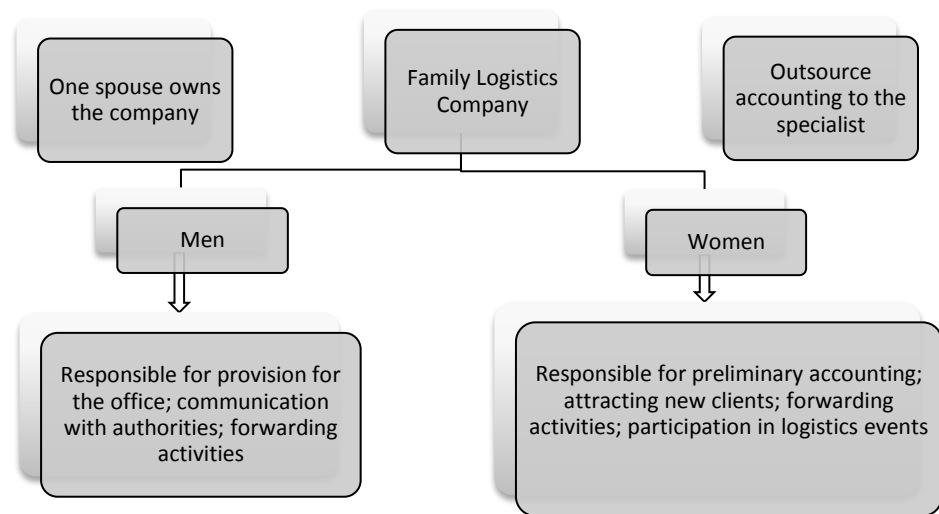 One spouse owns
the company
Family Logistics
Company
Outsource
accounting to the
specialist
Men
Women
Responsible for provision for
the office; communication
with authorities; forwarding
activities
Responsible for preliminary accounting;
attracting new clients; forwarding
activities; participation in logistics events